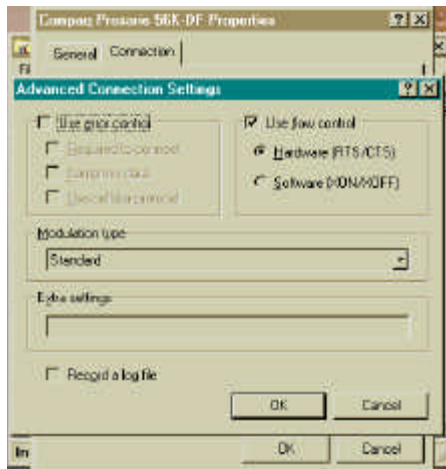 Compaq Presario 56K-DF Properties
General Connection
Advanced Connection Settings
Use error control
Required to connect
Compress data
Use cellular protocol
Use flow control
Hardware (RTS/CTS)
Software (XON/XOFF)
Modulation type
Standard
Extra settings
Record a log file
OK Cancel
In OK Cancel